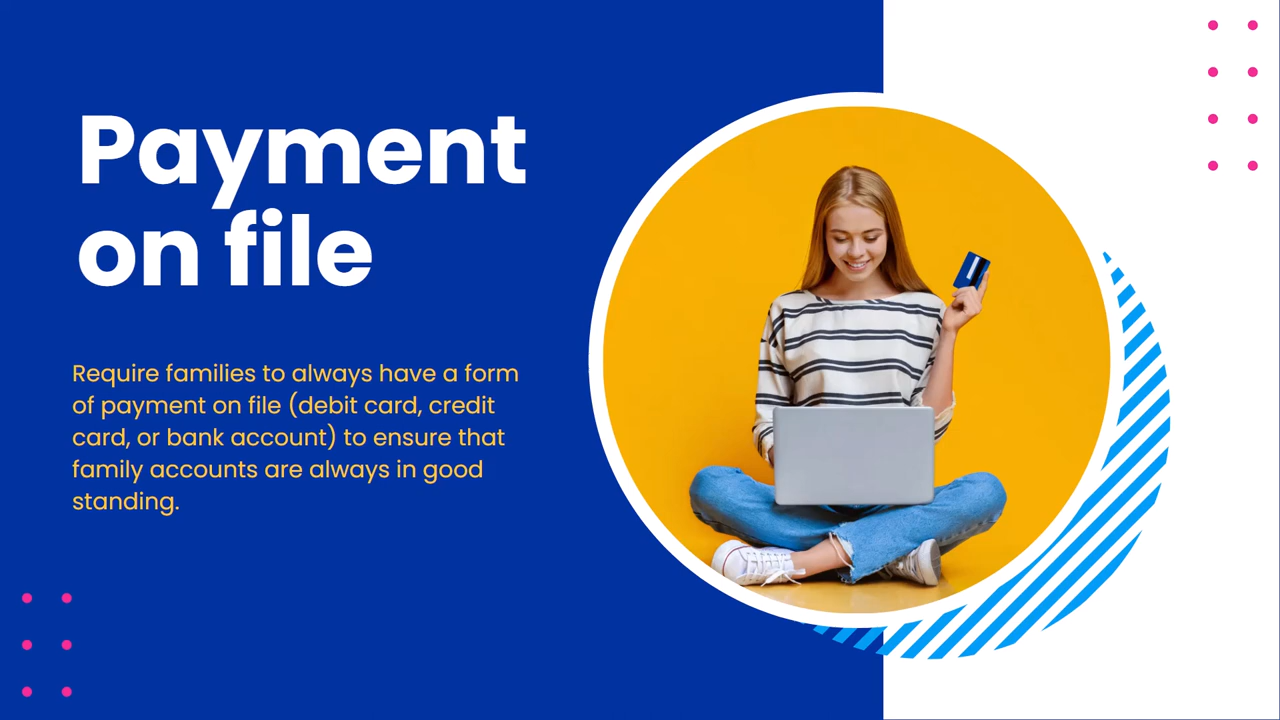 Payment
on file
Require families to always have a form
of payment on file (debit card, credit
card, or bank account) to ensure that
family accounts are always in good
standing.